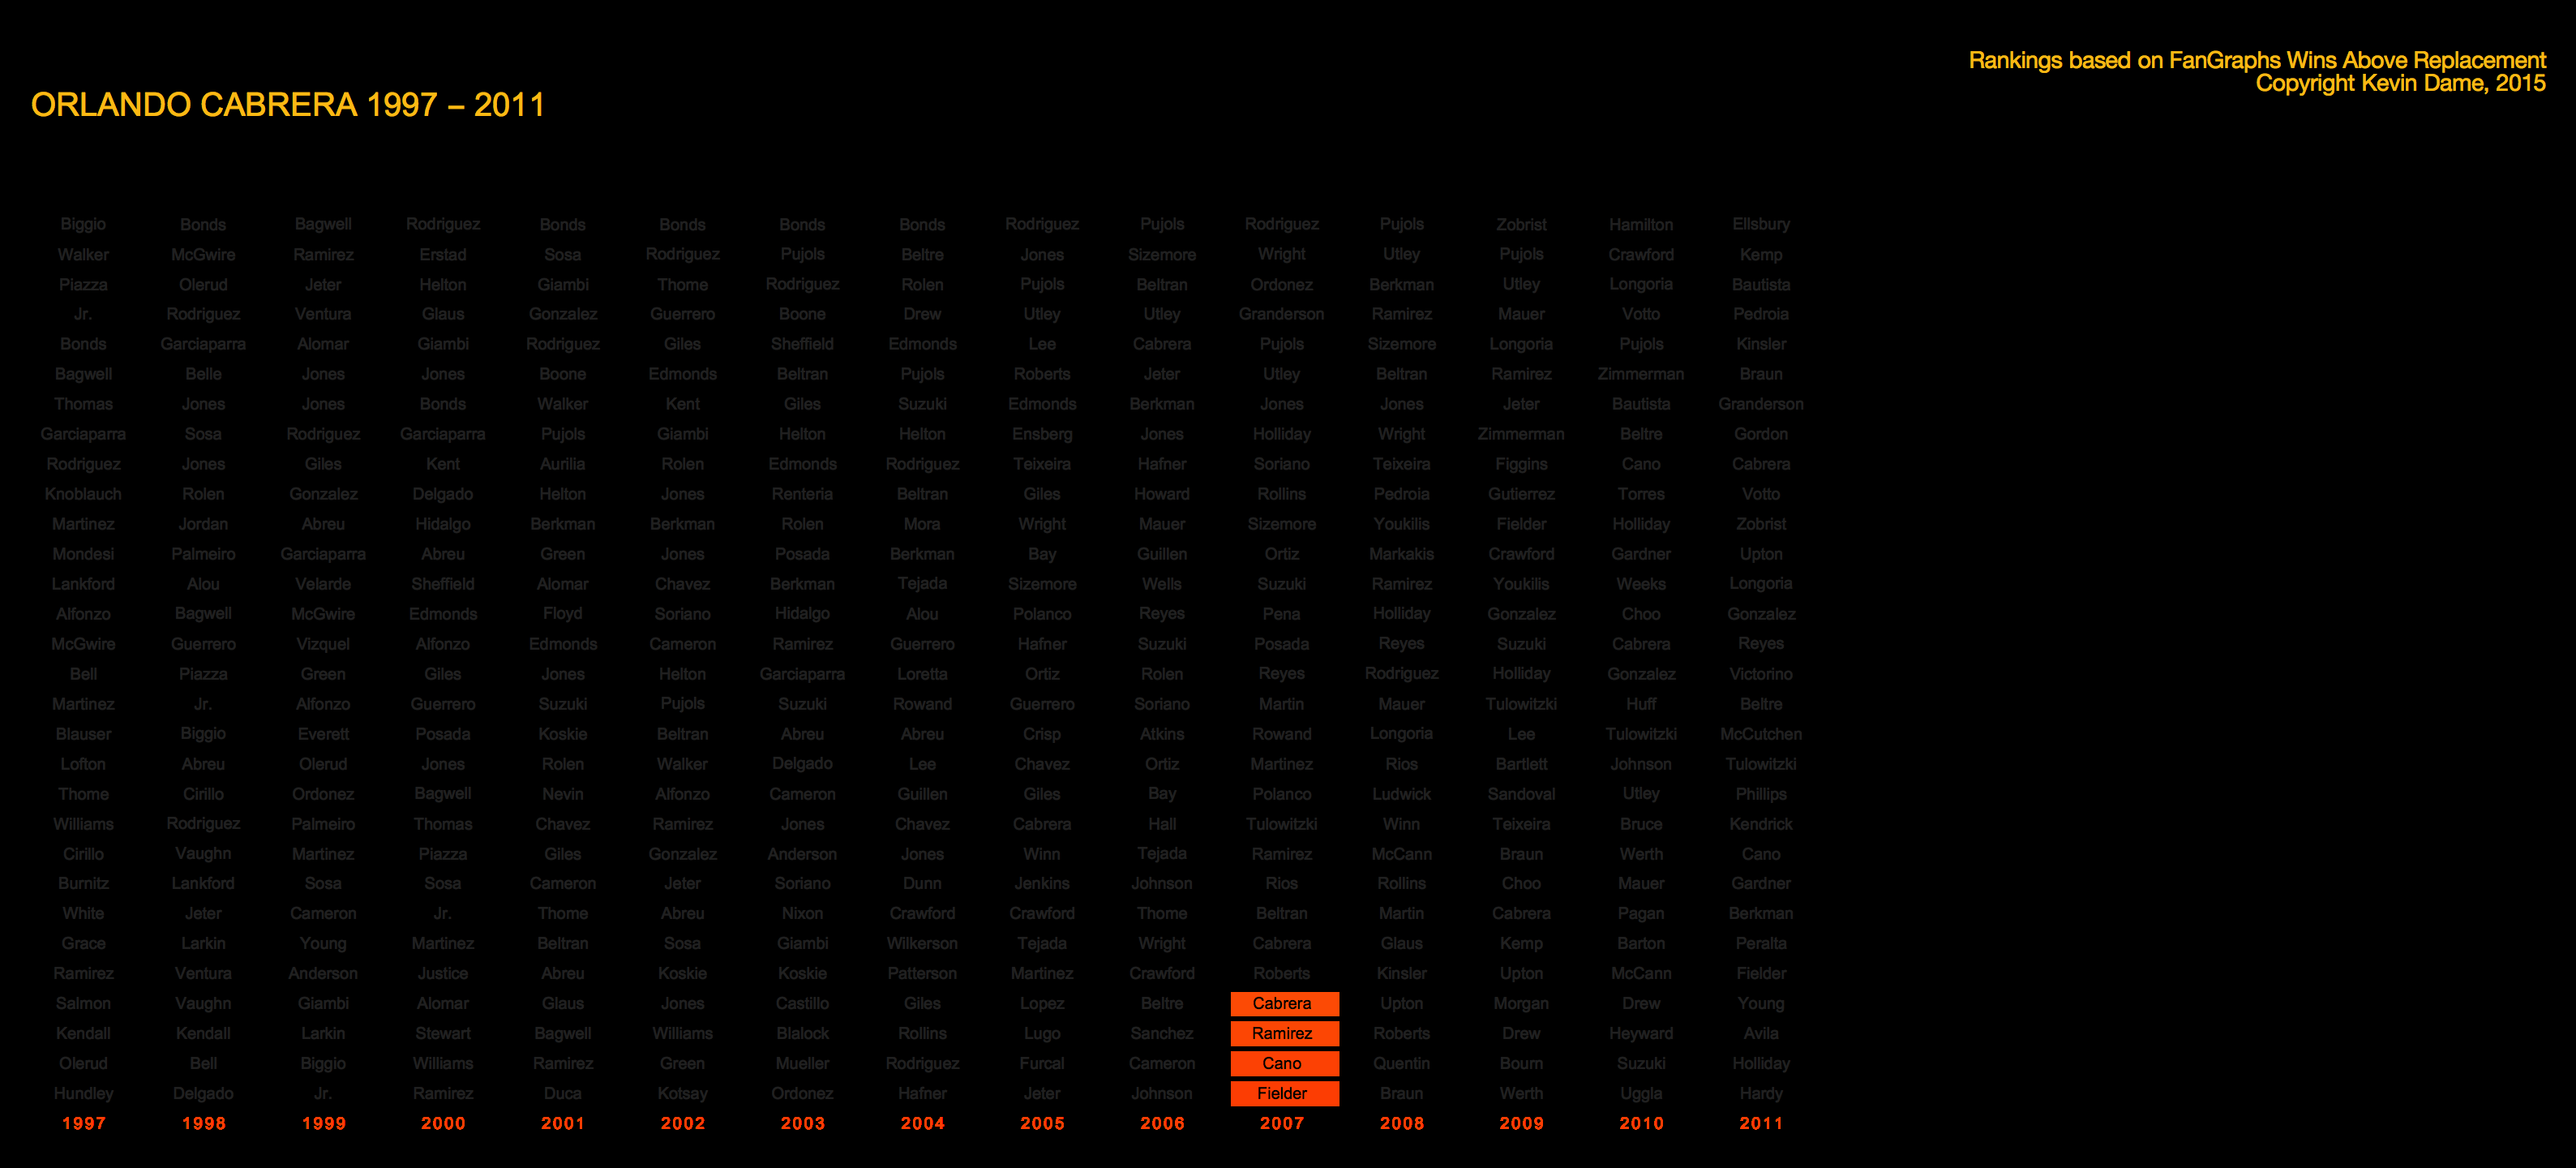 Rankings based on FanGraphs Wins Above Replacement
Copyright Kevin Dame, 2015
ORLANDO CABRERA 1997 – 2011
Biggio Bonds Bagwell Rodriguez Bonds Bonds Bonds Bonds Rodriguez Pujols Rodriguez Pujols Zobrist Hamilton Ellsbury
Walker McGwire Ramirez Erstad Sosa Rodriguez Pujols Beltre Jones Sizemore Wright Utley Pujols Crawford Kemp
Piazza Olerud Jeter Helton Giambi Thome Rodriguez Rolen Pujols Beltran Ordonez Berkman Utley Longoria Bautista
Jr. Rodriguez Ventura Glaus Gonzalez Guerrero Boone Drew Utley Utley Granderson Ramirez Mauer Votto Pedroia
Bonds Garciaparra Alomar Giambi Rodriguez Giles Sheffield Edmonds Lee Cabrera Pujols Sizemore Longoria Pujols Kinsler
Bagwell Belle Jones Jones Boone Edmonds Beltran Pujols Roberts Jeter Utley Beltran Ramirez Zimmerman Braun
Thomas Jones Jones Bonds Walker Kent Giles Suzuki Edmonds Berkman Jones Jones Jeter Bautista Granderson
Garciaparra Sosa Rodriguez Garciaparra Pujols Giambi Helton Helton Ensberg Jones Holliday Wright Zimmerman Beltre Gordon
Rodriguez Jones Giles Kent Aurilia Rolen Edmonds Rodriguez Teixeira Hafner Soriano Teixeira Figgins Cano Cabrera
Knoblauch Rolen Gonzalez Delgado Helton Jones Renteria Beltran Giles Howard Rollins Pedroia Gutierrez Torres Votto
Martinez Jordan Abreu Hidalgo Berkman Berkman Rolen Mora Wright Mauer Sizemore Youkilis Fielder Holliday Zobrist
Mondesi Palmeiro Garciaparra Abreu Green Jones Posada Berkman Bay Guillen Ortiz Markakis Crawford Gardner Upton
Lankford Alou Velarde Sheffield Alomar Chavez Berkman Tejada Sizemore Wells Suzuki Ramirez Youkilis Weeks Longoria
Alfonzo Bagwell McGwire Edmonds Floyd Soriano Hidalgo Alou Polanco Reyes Pena Holliday Gonzalez Choo Gonzalez
McGwire Guerrero Vizquel Alfonzo Edmonds Cameron Ramirez Guerrero Hafner Suzuki Posada Reyes Suzuki Cabrera Reyes
Bell Piazza Green Giles Jones Helton Garciaparra Loretta Ortiz Rolen Reyes Rodriguez Holliday Gonzalez Victorino
Martinez Jr. Alfonzo Guerrero Suzuki Pujols Suzuki Rowand Guerrero Soriano Martin Mauer Tulowitzki Huff Beltre
Blauser Biggio Everett Posada Koskie Beltran Abreu Abreu Crisp Atkins Rowand Longoria Lee Tulowitzki McCutchen
Lofton Abreu Olerud Jones Rolen Walker Delgado Lee Chavez Ortiz Martinez Rios Bartlett Johnson Tulowitzki
Thome Cirillo Ordonez Bagwell Nevin Alfonzo Cameron Guillen Giles Bay Polanco Ludwick Sandoval Utley Phillips
Williams Rodriguez Palmeiro Thomas Chavez Ramirez Jones Chavez Cabrera Hall Tulowitzki Winn Teixeira Bruce Kendrick
Cirillo Vaughn Martinez Piazza Giles Gonzalez Anderson Jones Winn Tejada Ramirez McCann Braun Werth Cano
Burnitz Lankford Sosa Sosa Cameron Jeter Soriano Dunn Jenkins Johnson Rios Rollins Choo Mauer Gardner
White Jeter Cameron Jr. Thome Abreu Nixon Crawford Crawford Thome Beltran Martin Cabrera Pagan Berkman
Grace Larkin Young Martinez Beltran Sosa Giambi Wilkerson Tejada Wright Cabrera Glaus Kemp Barton Peralta
Ramirez Ventura Anderson Justice Abreu Koskie Koskie Patterson Martinez Crawford Roberts Kinsler Upton McCann Fielder
Salmon Vaughn Giambi Alomar Glaus Jones Castillo Giles Lopez Beltre Cabrera Upton Morgan Drew Young
Kendall Kendall Larkin Stewart Bagwell Williams Blalock Rollins Lugo Sanchez Ramirez Roberts Drew Heyward Avila
Olerud Bell Biggio Williams Ramirez Green Mueller Rodriguez Furcal Cameron Cano Quentin Bourn Suzuki Holliday
Hundley Delgado Jr. Ramirez Duca Kotsay Ordonez Hafner Jeter Johnson Fielder Braun Werth Uggla Hardy
1997 1998 1999 2000 2001 2002 2003 2004 2005 2006 2007 2008 2009 2010 2011